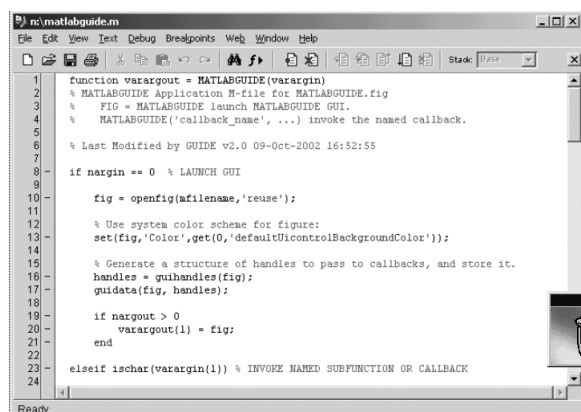 n:\matlabguide.m
File Edit View Text Debug Breakpoints Web Window Help
Stack: Base
1 function varargout = MATLABGUIDE(varargin)
2 % MATLABGUIDE Application M-file for MATLABGUIDE.fig
3 %    FIG = MATLABGUIDE launch MATLABGUIDE GUI.
4 %    MATLABGUIDE('callback_name', ...) invoke the named callback.
5
6 % Last Modified by GUIDE v2.0 09-Oct-2002 16:52:55
7
8 - if nargin == 0  % LAUNCH GUI
9
10 -     fig = openfig(mfilename,'reuse');
11
12     % Use system color scheme for figure:
13 -     set(fig,'Color',get(0,'defaultUicontrolBackgroundColor'));
14
15     % Generate a structure of handles to pass to callbacks, and store it.
16 -     handles = guihandles(fig);
17 -     guidata(fig, handles);
18
19 -     if nargout > 0
20 -         varargout{1} = fig;
21 -     end
22
23 - elseif ischar(varargin{1}) % INVOKE NAMED SUBFUNCTION OR CALLBACK
24
Ready